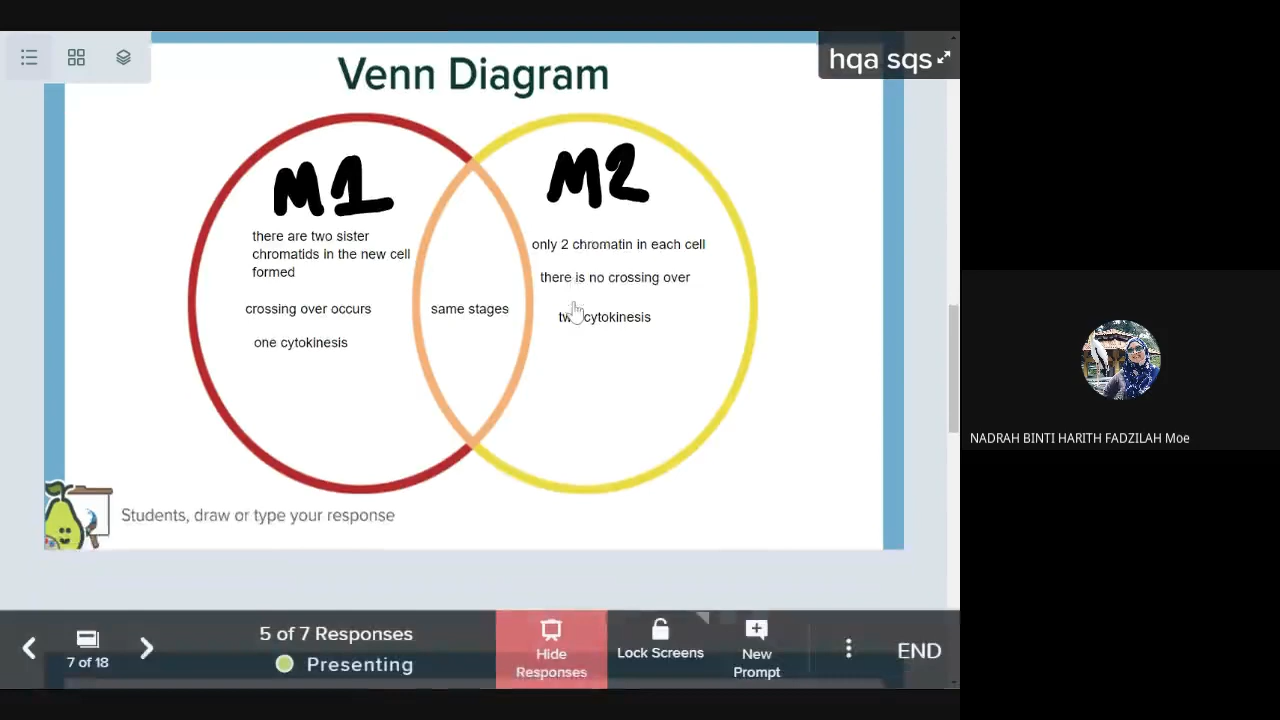 Venn Diagram
hqa sqs
M1
M2
there are two sister
chromatids in the new cell
formed
crossing over occurs
one cytokinesis
same stages
only 2 chromatin in each cell
there is no crossing over
two cytokinesis
Students, draw or type your response
NADRAH BINTI HARITH FADZILAH Moe
7 of 18
5 of 7 Responses
Presenting
Hide
Responses
Lock Screens
New
Prompt
END